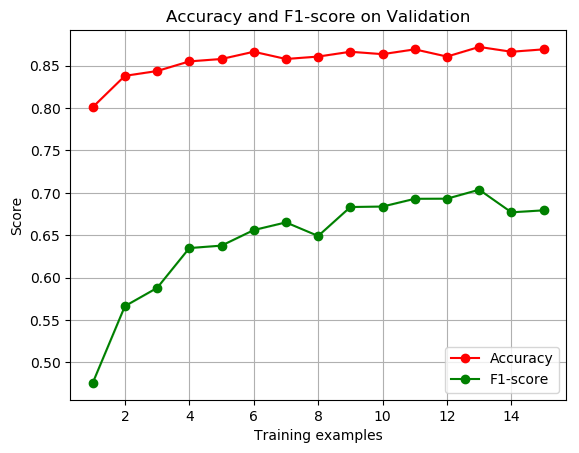 Accuracy and F1-score on Validation
Score
0.85
0.80
0.75
0.70
0.65
0.60
0.55
0.50
2 4 6 8 10 12 14
Training examples
Accuracy
F1-score